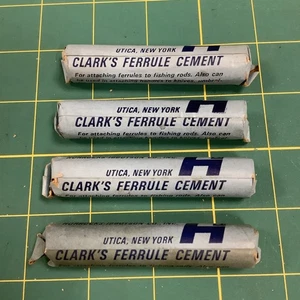 UTICA, NEW YORK
CLARK'S FERRULE CEMENT
For attaching ferrules to fishing rods. Also can
UTICA, NEW YORK
CLARK'S FERRULE CEMENT
For attaching ferrules to fishing rods. Also can
UTICA, NEW YORK
CLARK'S FERRULE CEMENT
UTICA, NEW YORK
CLARK'S FERRULE CEMENT